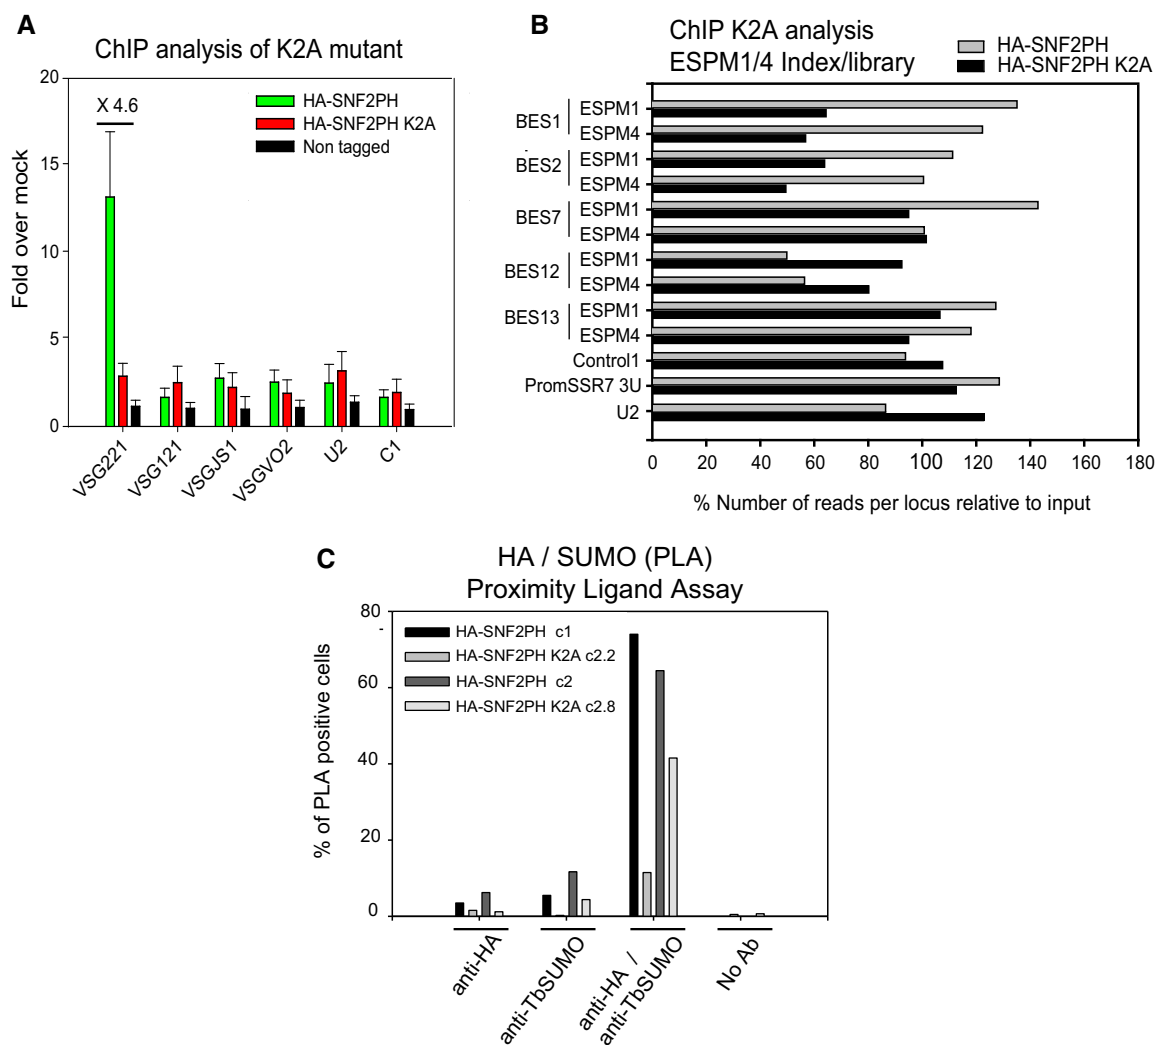 A
ChIP analysis of K2A mutant
20
15
10
5
0
Fold over mock
X 4.6
HA-SNF2PH
HA-SNF2PH K2A
Non tagged
VSG221
VSG121
VSGJS1
VSGVO2
U2
C1
B
ChIP K2A analysis
ESPM1/4 Index/library
HA-SNF2PH
HA-SNF2PH K2A
BES1
ESPM1
ESPM4
BES2
ESPM1
ESPM4
BES7
ESPM1
ESPM4
BES12
ESPM1
ESPM4
BES13
ESPM1
ESPM4
Control1
PromSSR7 3U
U2
0 20 40 60 80 100 120 140 160 180
% Number of reads per locus relative to input
C
HA / SUMO (PLA)
Proximity Ligand Assay
80
60
40
20
0
% of PLA positive cells
HA-SNF2PH c1
HA-SNF2PH K2A c2.2
HA-SNF2PH c2
HA-SNF2PH K2A c2.8
anti-HA
anti-TbSUMO
anti-HA /
anti-TbSUMO
No Ab